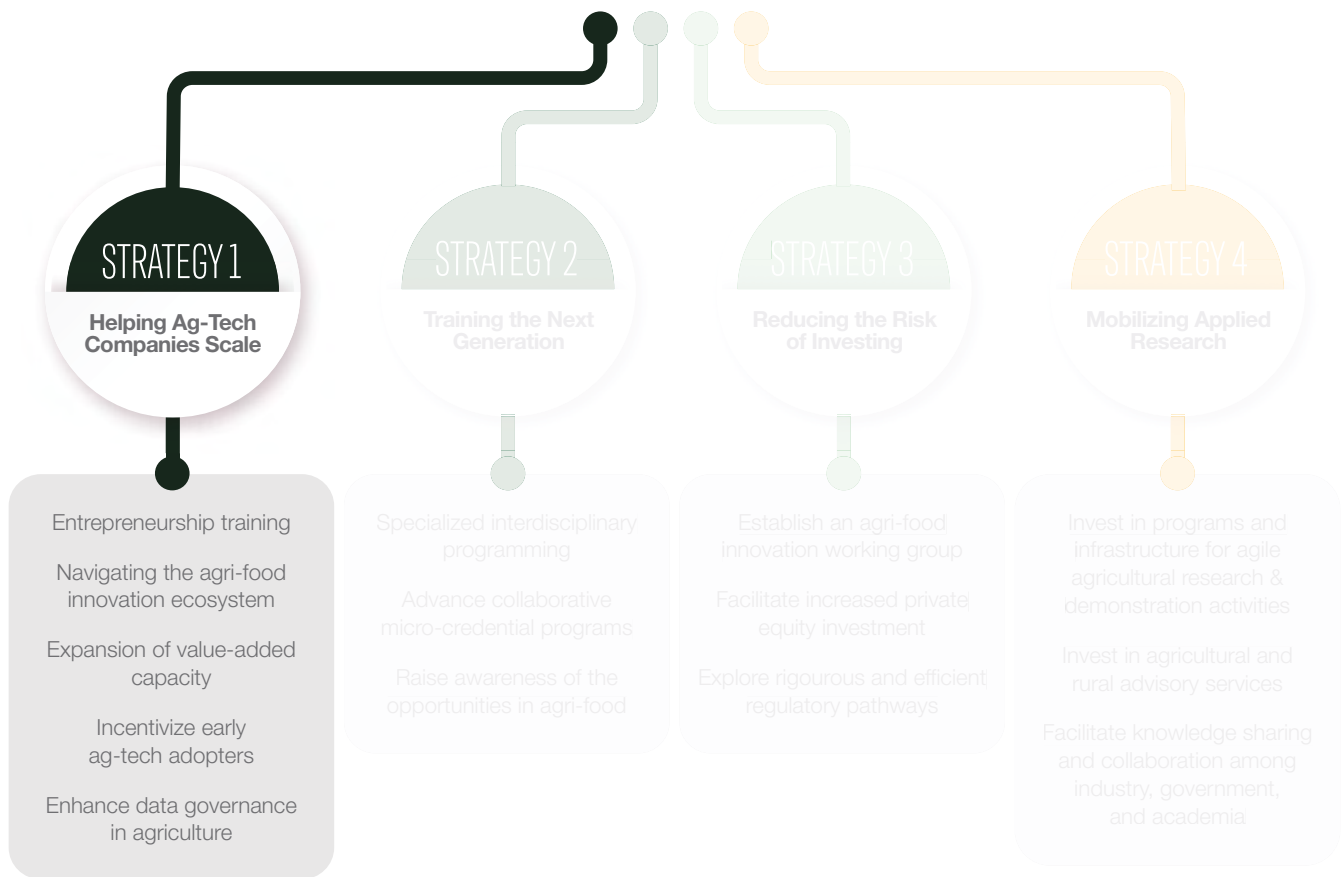 STRATEGY 1
Helping Ag-Tech
Companies Scale
Entrepreneurship training
Navigating the agri-food
innovation ecosystem
Expansion of value-added
capacity
Incentivize early
ag-tech adopters
Enhance data governance
in agriculture
STRATEGY 2
Training the Next
Generation
Specialized interdisciplinary
programming
Advance collaborative
micro-credential programs
Raise awareness of the
opportunities in agri-food
STRATEGY 3
Reducing the Risk
of Investing
Establish an agri-food
innovation working group
Facilitate increased private
equity investment
Explore rigourous and efficient
regulatory pathways
STRATEGY 4
Mobilizing Applied
Research
Invest in programs and
infrastructure for agile
agricultural research &
demonstration activities
Invest in agricultural and
rural advisory services
Facilitate knowledge sharing
and collaboration among
industry, government,
and academia